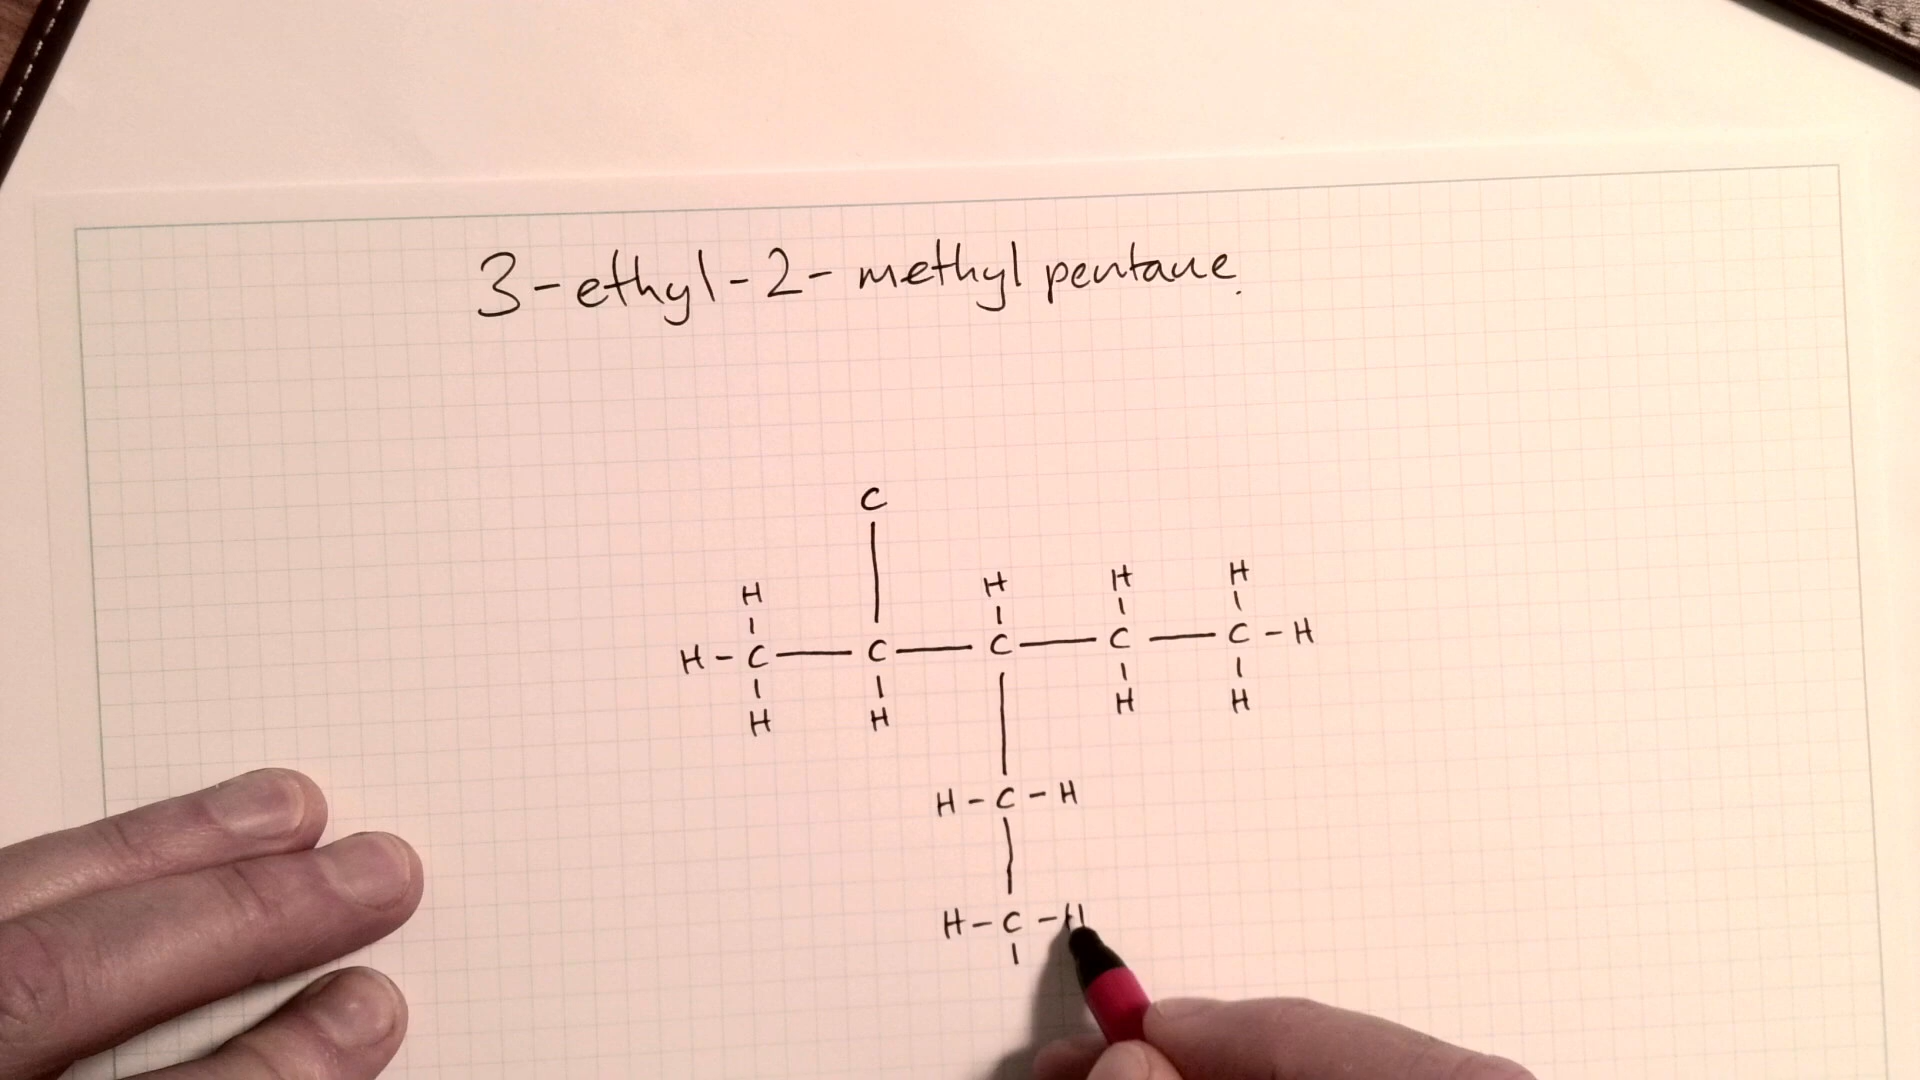 3-ethyl-2-methyl pentane.
C
H H H H
H-C—C—C—C—C-H
H H H H
H-C-H
H-C-H